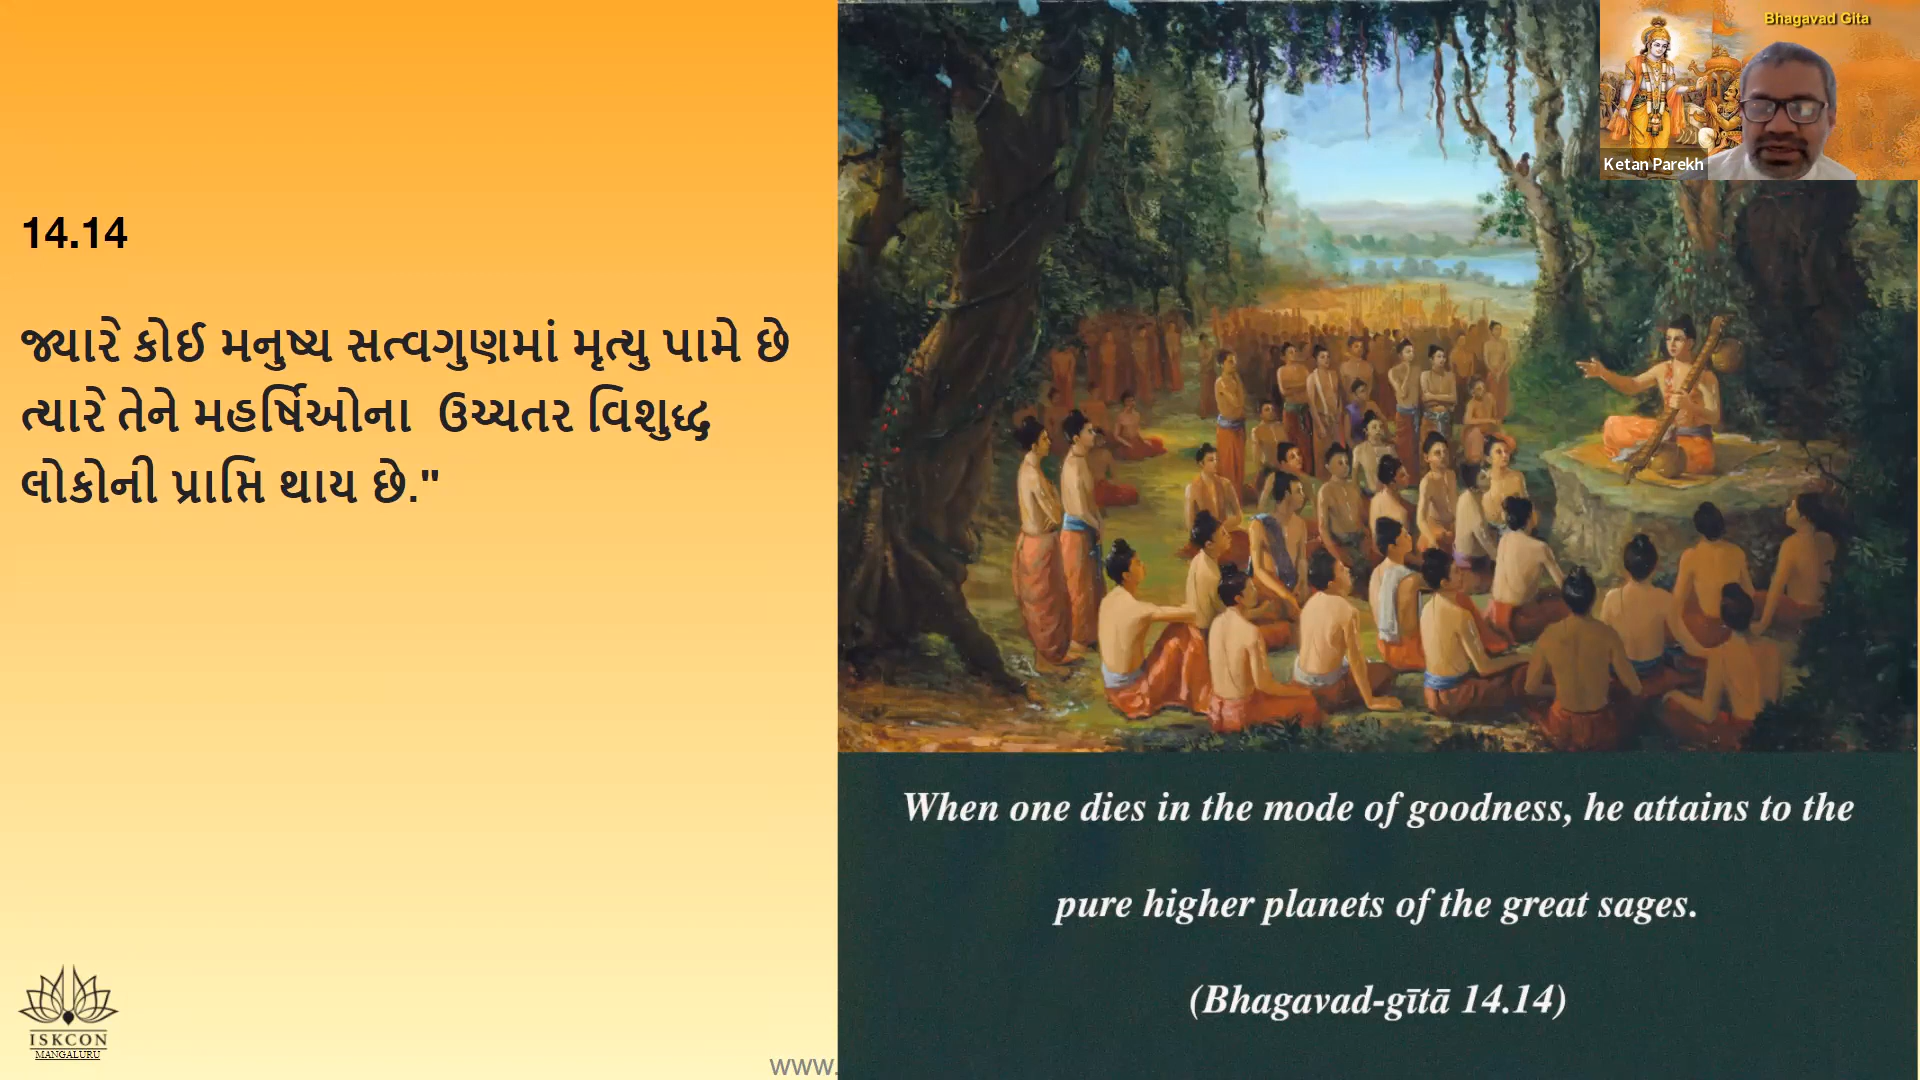 14.14
જ્યારે કોઈ મનુષ્ય સત્વગુણમાં મૃત્યુ પામે છે
ત્યારે તેને મહર્ષિઓના ઉચ્ચતર વિશુદ્ધ
લોકોની પ્રાપ્તિ થાય છે."
ISKCON
MANGALURU
www.
Bhagavad Gita
Ketan Parekh
When one dies in the mode of goodness, he attains to the
pure higher planets of the great sages.
(Bhagavad-gītā 14.14)